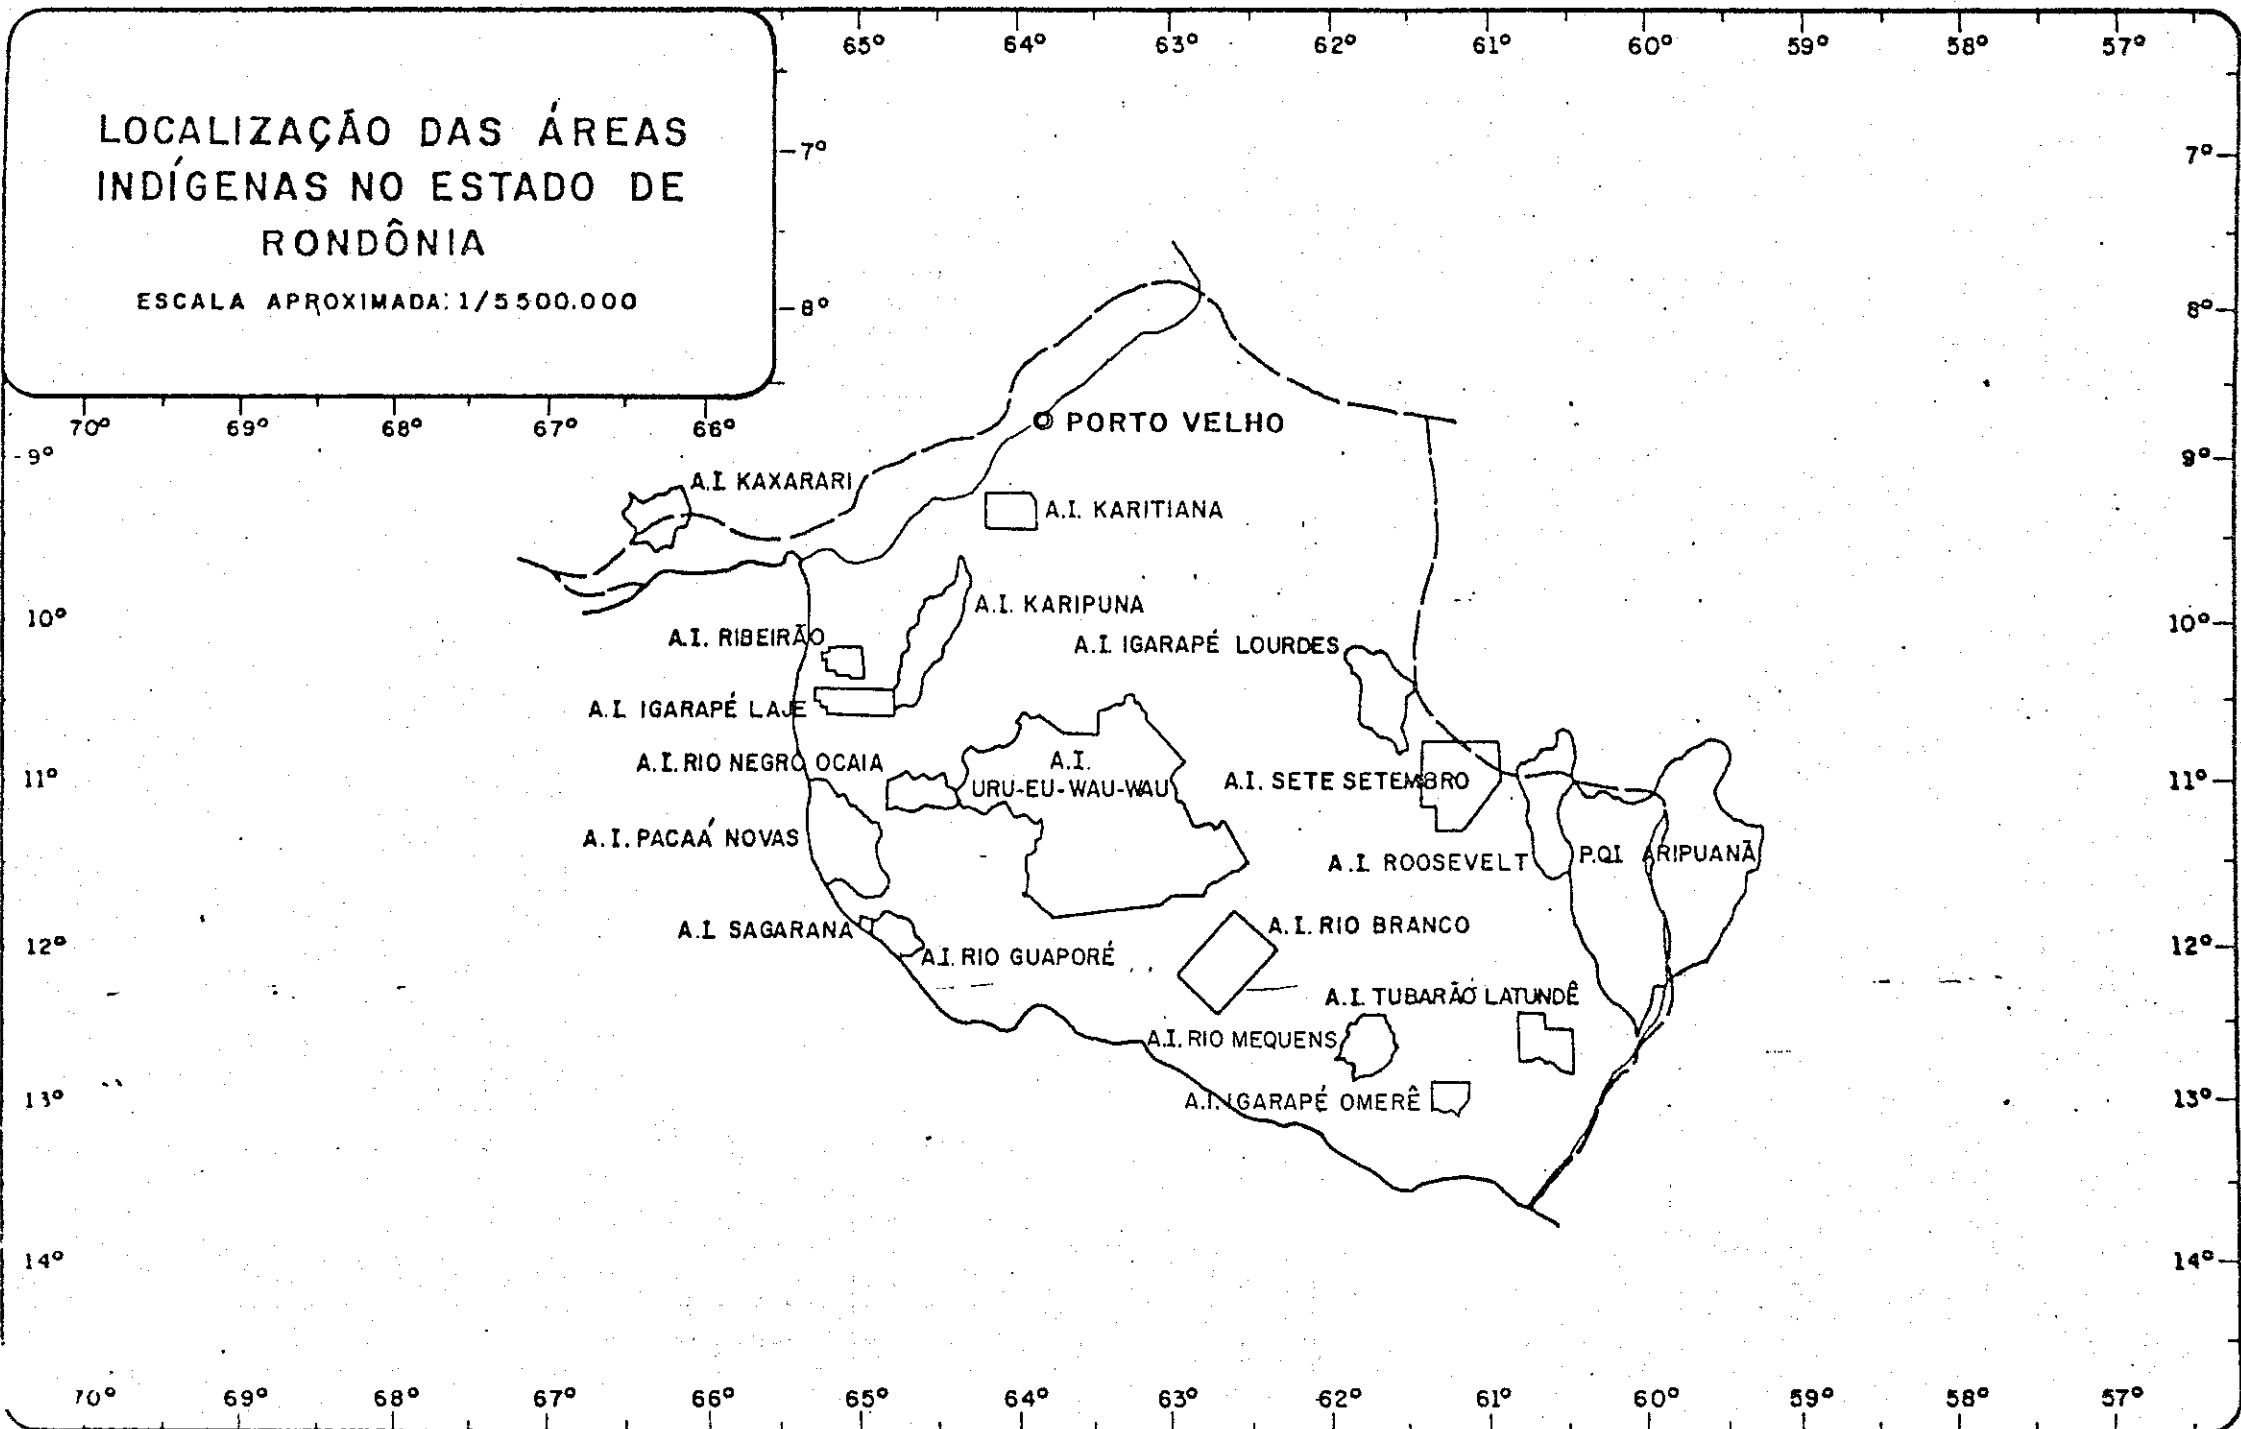 65° 64° 63° 62° 61° 60° 59° 58° 57°
LOCALIZAÇÃO DAS ÁREAS
INDÍGENAS NO ESTADO DE
RONDÔNIA
ESCALA APROXIMADA: 1/5500.000
7° 7°
8° 8°
70° 69° 68° 67° 66°
PORTO VELHO
9° 9°
A.I. KAXARARI
A.I. KARITIANA
A.I. KARIPUNA
10° 10°
A.I. RIBEIRÃO
A.I. IGARAPÉ LOURDES
A.I. IGARAPÉ LAJE
A.I. RIO NEGRO OCAIA
A.I.
URU-EU-WAU-WAU
11° 11°
A.I. SETE SETEMBRO
A.I. PACAÁ NOVAS
A.I. ROOSEVELT
P.QI ARIPUANÃ
A.I. SAGARANA
A.I. RIO BRANCO
12° 12°
A.I. RIO GUAPORÉ
A.I. TUBARÃO LATUNDÊ
A.I. RIO MEQUENS
13° 13°
A.I. IGARAPÉ OMERÊ
14° 14°
70° 69° 68° 67° 66° 65° 64° 63° 62° 61° 60° 59° 58° 57°